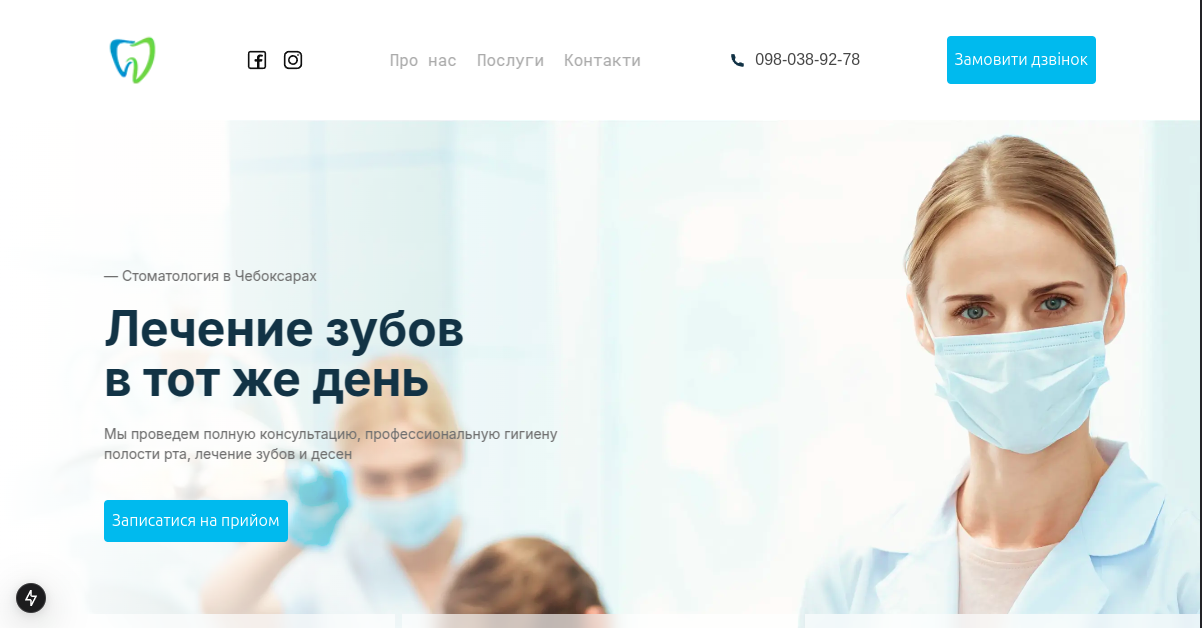 Про нас Послуги Контакти 098-038-92-78 Замовити дзвінок
— Стоматология в Чебоксарах
Лечение зубов
в тот же день
Мы проведем полную консультацию, профессиональную гигиену
полости рта, лечение зубов и десен
Записатися на прийом